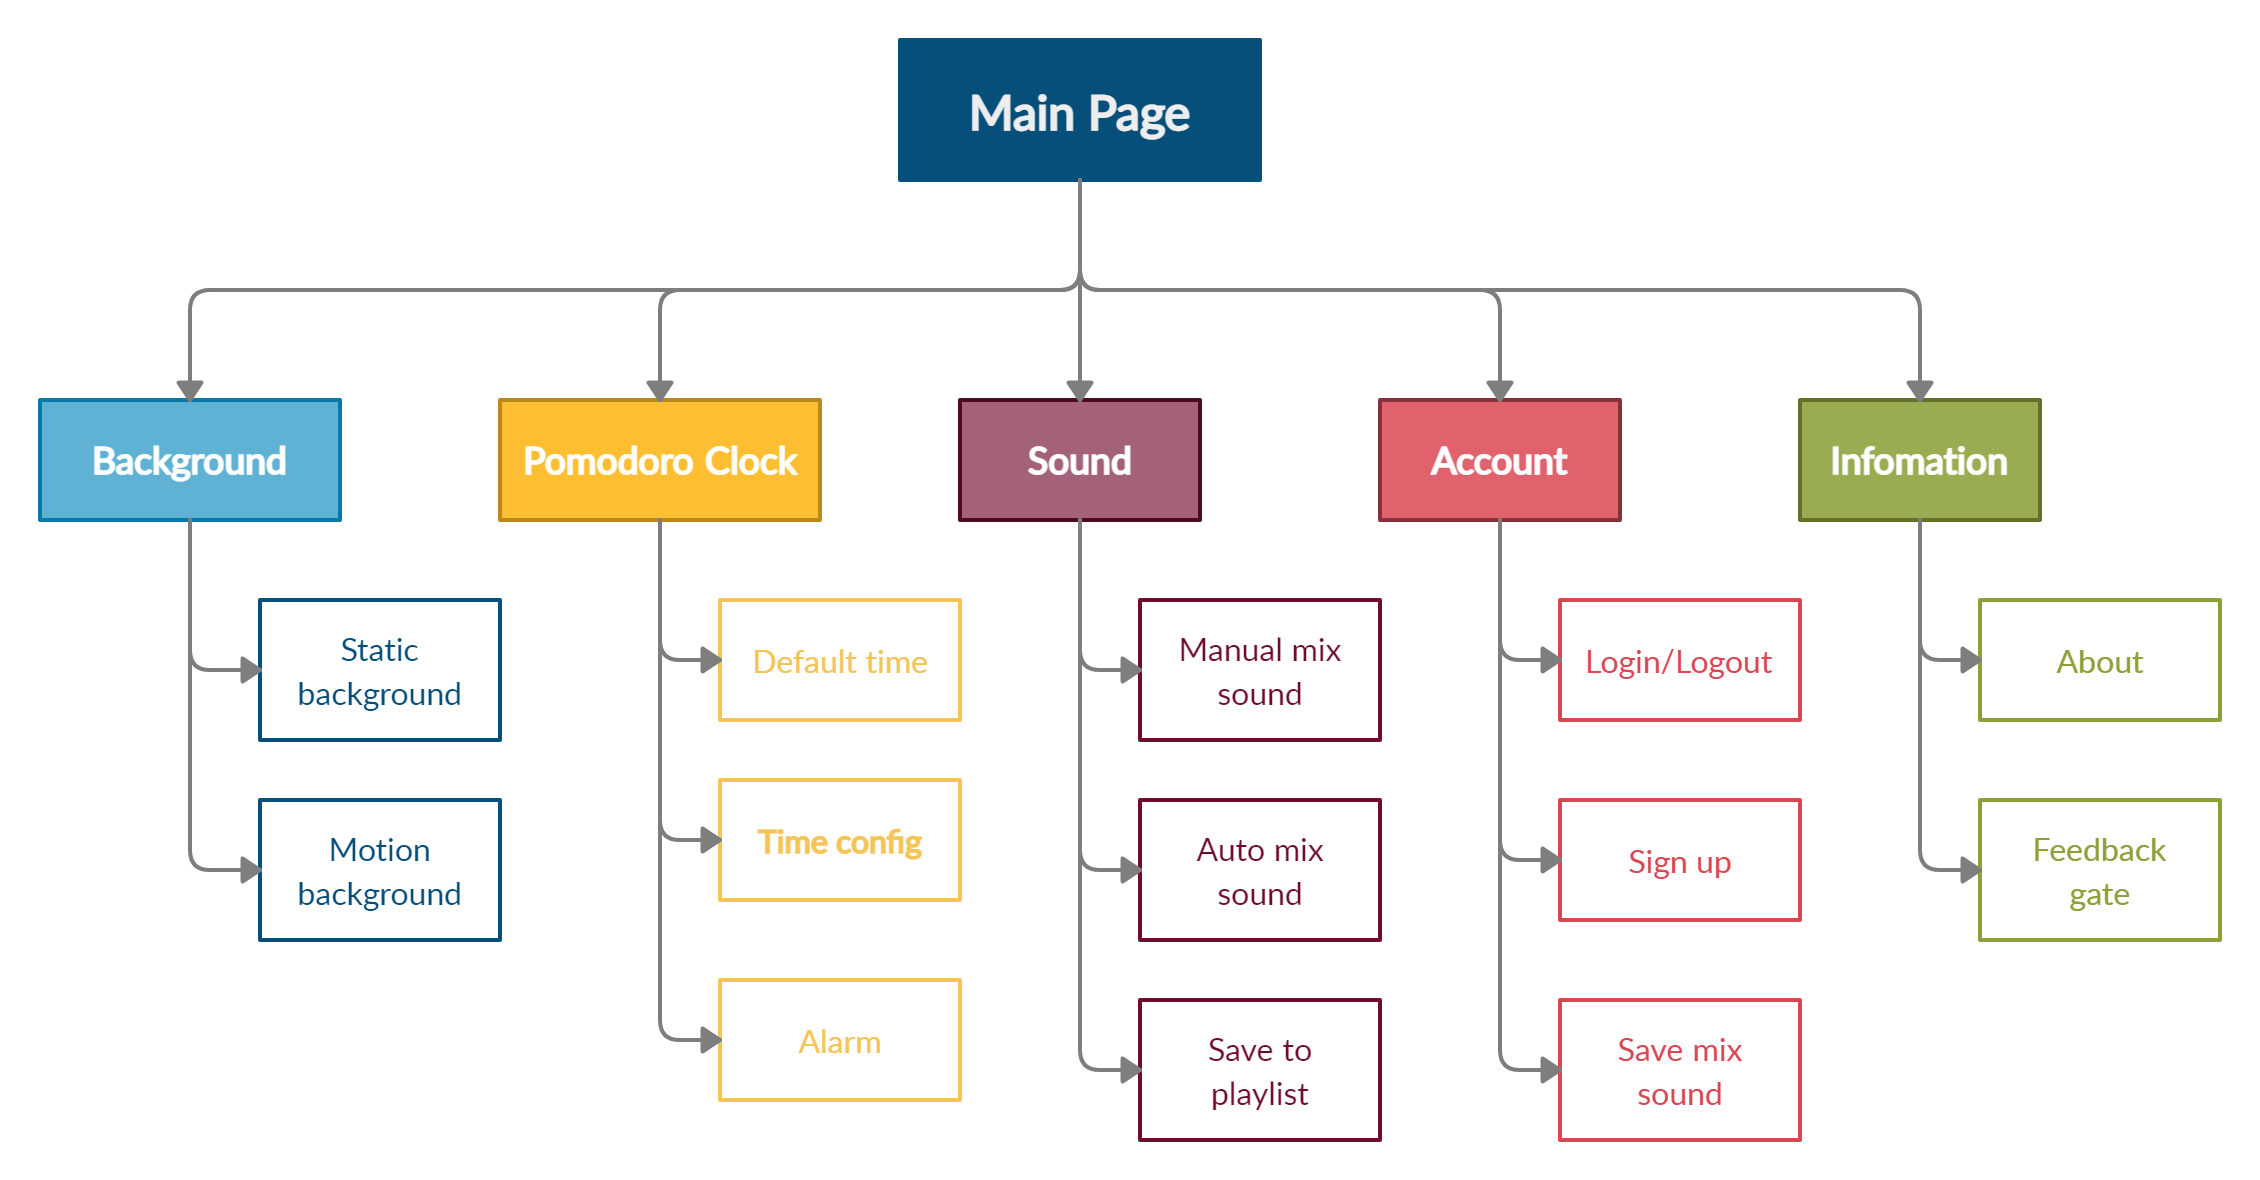 Main Page
Background
Pomodoro Clock
Sound
Account
Infomation
Static
background
Motion
background
Default time
Time config
Alarm
Manual mix
sound
Auto mix
sound
Save to
playlist
Login/Logout
Sign up
Save mix
sound
About
Feedback
gate